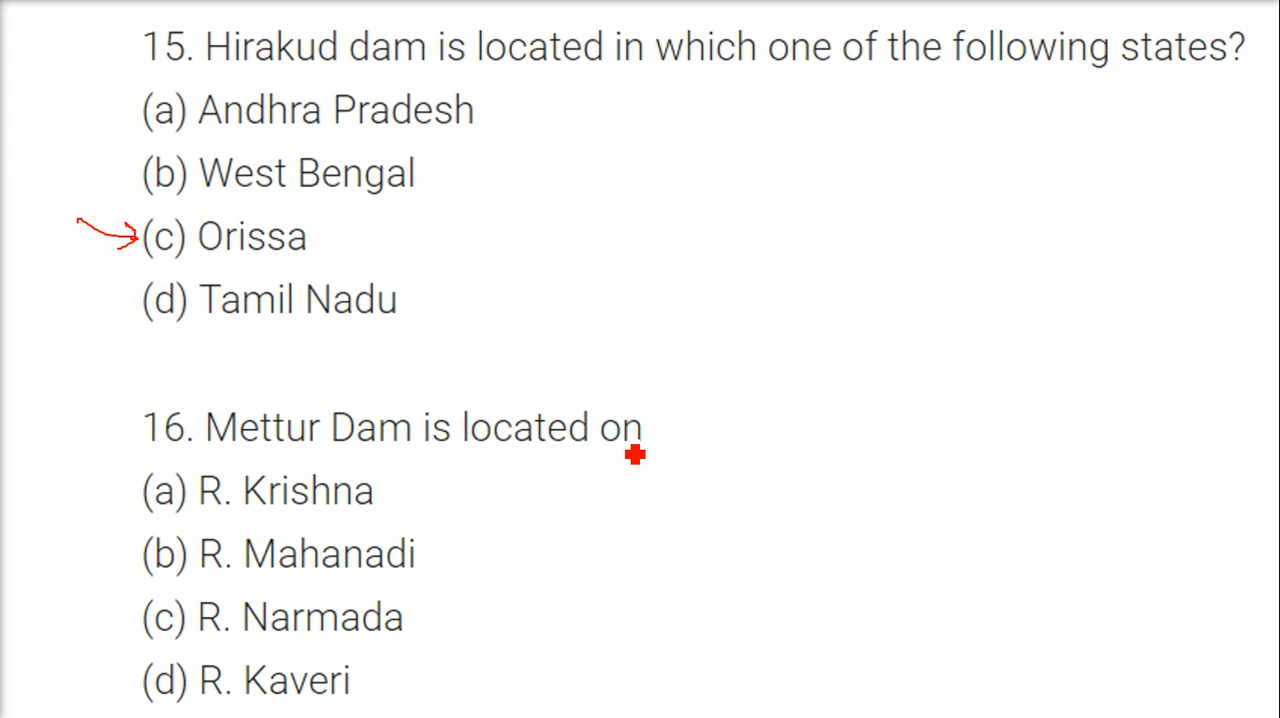 15. Hirakud dam is located in which one of the following states?
(a) Andhra Pradesh
(b) West Bengal
(c) Orissa
(d) Tamil Nadu
16. Mettur Dam is located on
(a) R. Krishna
(b) R. Mahanadi
(c) R. Narmada
(d) R. Kaveri